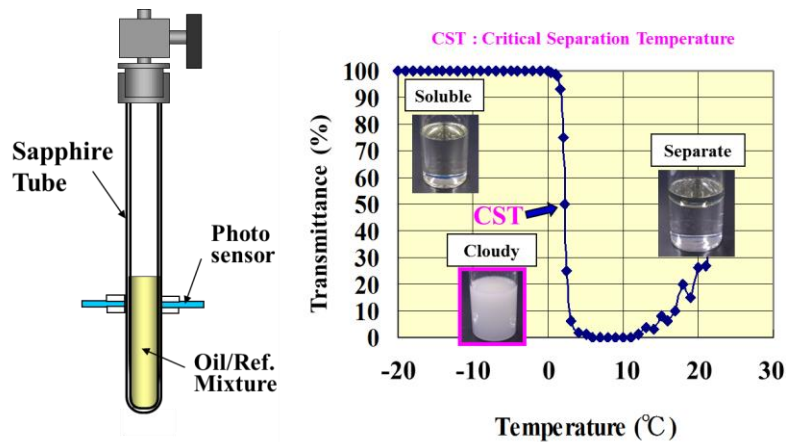 Sapphire
Tube
Photo
sensor
Oil/Ref.
Mixture
CST : Critical Separation Temperature
Transmittance (%)
100
90
80
70
60
50
40
30
20
10
0
Soluble
Separate
CST
Cloudy
-20
-10
0
10
20
30
Temperature (℃)